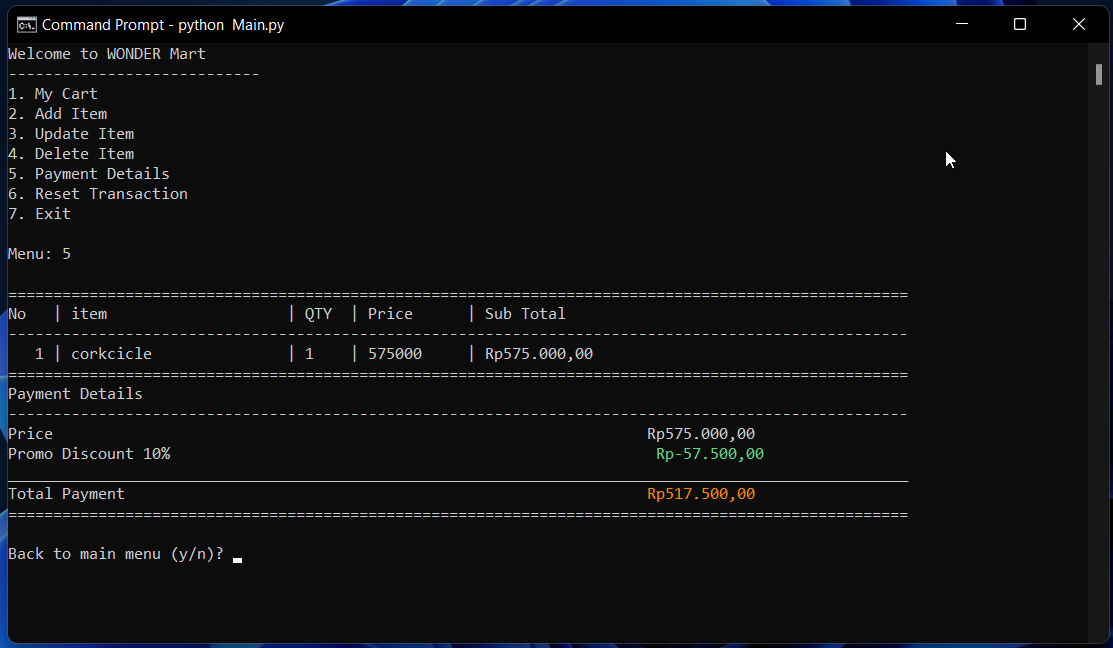 Command Prompt - python  Main.py
Welcome to WONDER Mart
----------------------------
1. My Cart
2. Add Item
3. Update Item
4. Delete Item
5. Payment Details
6. Reset Transaction
7. Exit
Menu: 5
====================================================================================================
No   | item                    | QTY  | Price      | Sub Total
----------------------------------------------------------------------------------------------------
   1 | corkcicle               | 1    | 575000     | Rp575.000,00
====================================================================================================
Payment Details
----------------------------------------------------------------------------------------------------
Price                                                                  Rp575.000,00
Promo Discount 10%                                                      Rp-57.500,00
____________________________________________________________________________________________________
Total Payment                                                          Rp517.500,00
====================================================================================================
Back to main menu (y/n)?